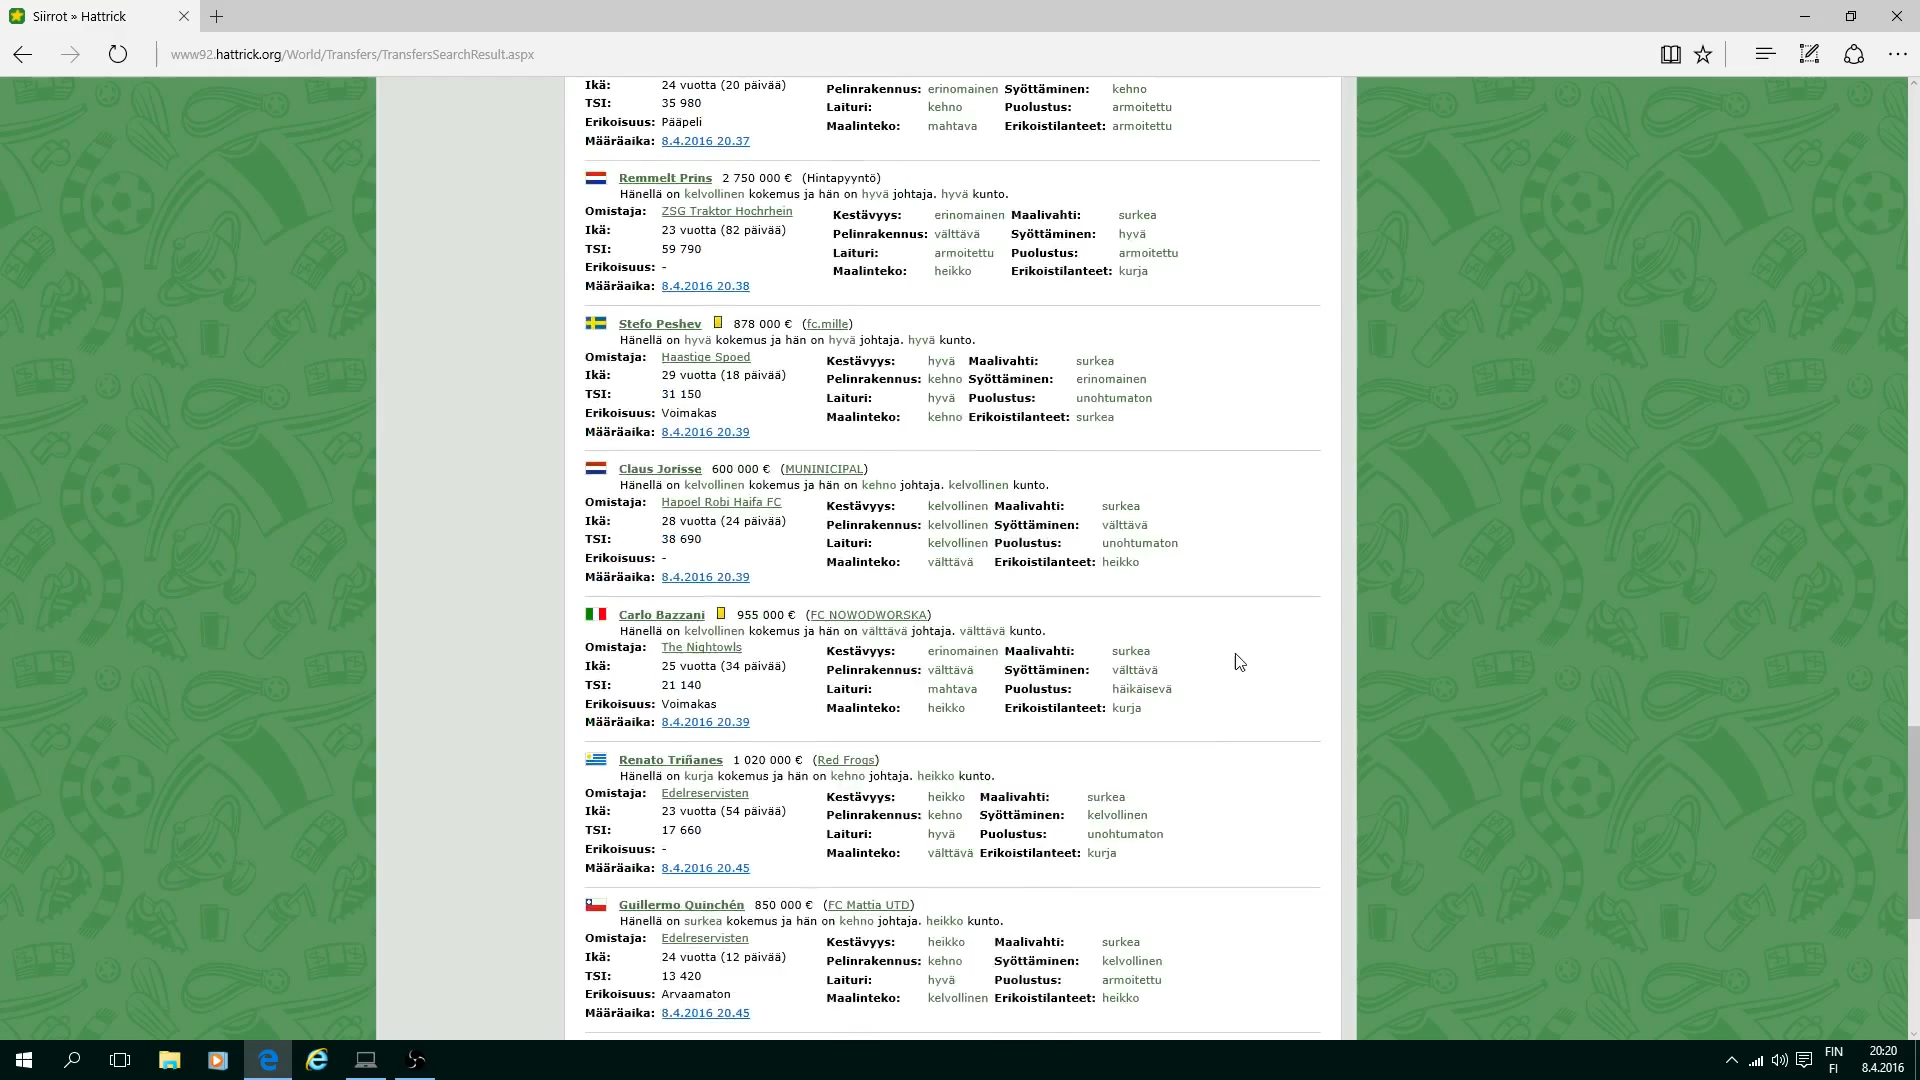 Siirrot » Hattrick
www92.hattrick.org/World/Transfers/TransfersSearchResult.aspx
Ikä: 24 vuotta (20 päivää) Pelinrakennus: erinomainen Syöttäminen: kehno
TSI: 35 980 Laituri: kehno Puolustus: armoitettu
Erikoisuus: Pääpeli Maalinteko: mahtava Erikoistilanteet: armoitettu
Määräaika: 8.4.2016 20.37
Remmelt Prins 2 750 000 € (Hintapyyntö)
Hänellä on kelvollinen kokemus ja hän on hyvä johtaja. hyvä kunto.
Omistaja: ZSG Traktor Hochrhein Kestävyys: erinomainen Maalivahti: surkea
Ikä: 23 vuotta (82 päivää) Pelinrakennus: välttävä Syöttäminen: hyvä
TSI: 59 790 Laituri: armoitettu Puolustus: armoitettu
Erikoisuus: - Maalinteko: heikko Erikoistilanteet: kurja
Määräaika: 8.4.2016 20.38
Stefo Peshev 878 000 € (fc.mille)
Hänellä on hyvä kokemus ja hän on hyvä johtaja. hyvä kunto.
Omistaja: Haastige Spoed Kestävyys: hyvä Maalivahti: surkea
Ikä: 29 vuotta (18 päivää) Pelinrakennus: kehno Syöttäminen: erinomainen
TSI: 31 150 Laituri: hyvä Puolustus: unohtumaton
Erikoisuus: Voimakas Maalinteko: kehno Erikoistilanteet: surkea
Määräaika: 8.4.2016 20.39
Claus Jorisse 600 000 € (MUNINICIPAL)
Hänellä on kelvollinen kokemus ja hän on kehno johtaja. kelvollinen kunto.
Omistaja: Hapoel Robi Haifa FC Kestävyys: kelvollinen Maalivahti: surkea
Ikä: 28 vuotta (24 päivää) Pelinrakennus: kelvollinen Syöttäminen: välttävä
TSI: 38 690 Laituri: kelvollinen Puolustus: unohtumaton
Erikoisuus: - Maalinteko: välttävä Erikoistilanteet: heikko
Määräaika: 8.4.2016 20.39
Carlo Bazzani 955 000 € (FC NOWODWORSKA)
Hänellä on kelvollinen kokemus ja hän on välttävä johtaja. välttävä kunto.
Omistaja: The Nightowls Kestävyys: erinomainen Maalivahti: surkea
Ikä: 25 vuotta (34 päivää) Pelinrakennus: välttävä Syöttäminen: välttävä
TSI: 21 140 Laituri: mahtava Puolustus: häikäisevä
Erikoisuus: Voimakas Maalinteko: heikko Erikoistilanteet: kurja
Määräaika: 8.4.2016 20.39
Renato Triñanes 1 020 000 € (Red Frogs)
Hänellä on kurja kokemus ja hän on kehno johtaja. heikko kunto.
Omistaja: Edelreservisten Kestävyys: heikko Maalivahti: surkea
Ikä: 23 vuotta (54 päivää) Pelinrakennus: kehno Syöttäminen: kelvollinen
TSI: 17 660 Laituri: hyvä Puolustus: unohtumaton
Erikoisuus: - Maalinteko: välttävä Erikoistilanteet: kurja
Määräaika: 8.4.2016 20.45
Guillermo Quinchén 850 000 € (FC Mattia UTD)
Hänellä on surkea kokemus ja hän on kehno johtaja. heikko kunto.
Omistaja: Edelreservisten Kestävyys: heikko Maalivahti: surkea
Ikä: 24 vuotta (12 päivää) Pelinrakennus: kehno Syöttäminen: kelvollinen
TSI: 13 420 Laituri: hyvä Puolustus: armoitettu
Erikoisuus: Arvaamaton Maalinteko: kelvollinen Erikoistilanteet: heikko
Määräaika: 8.4.2016 20.45
FIN 20:20
FI 8.4.2016